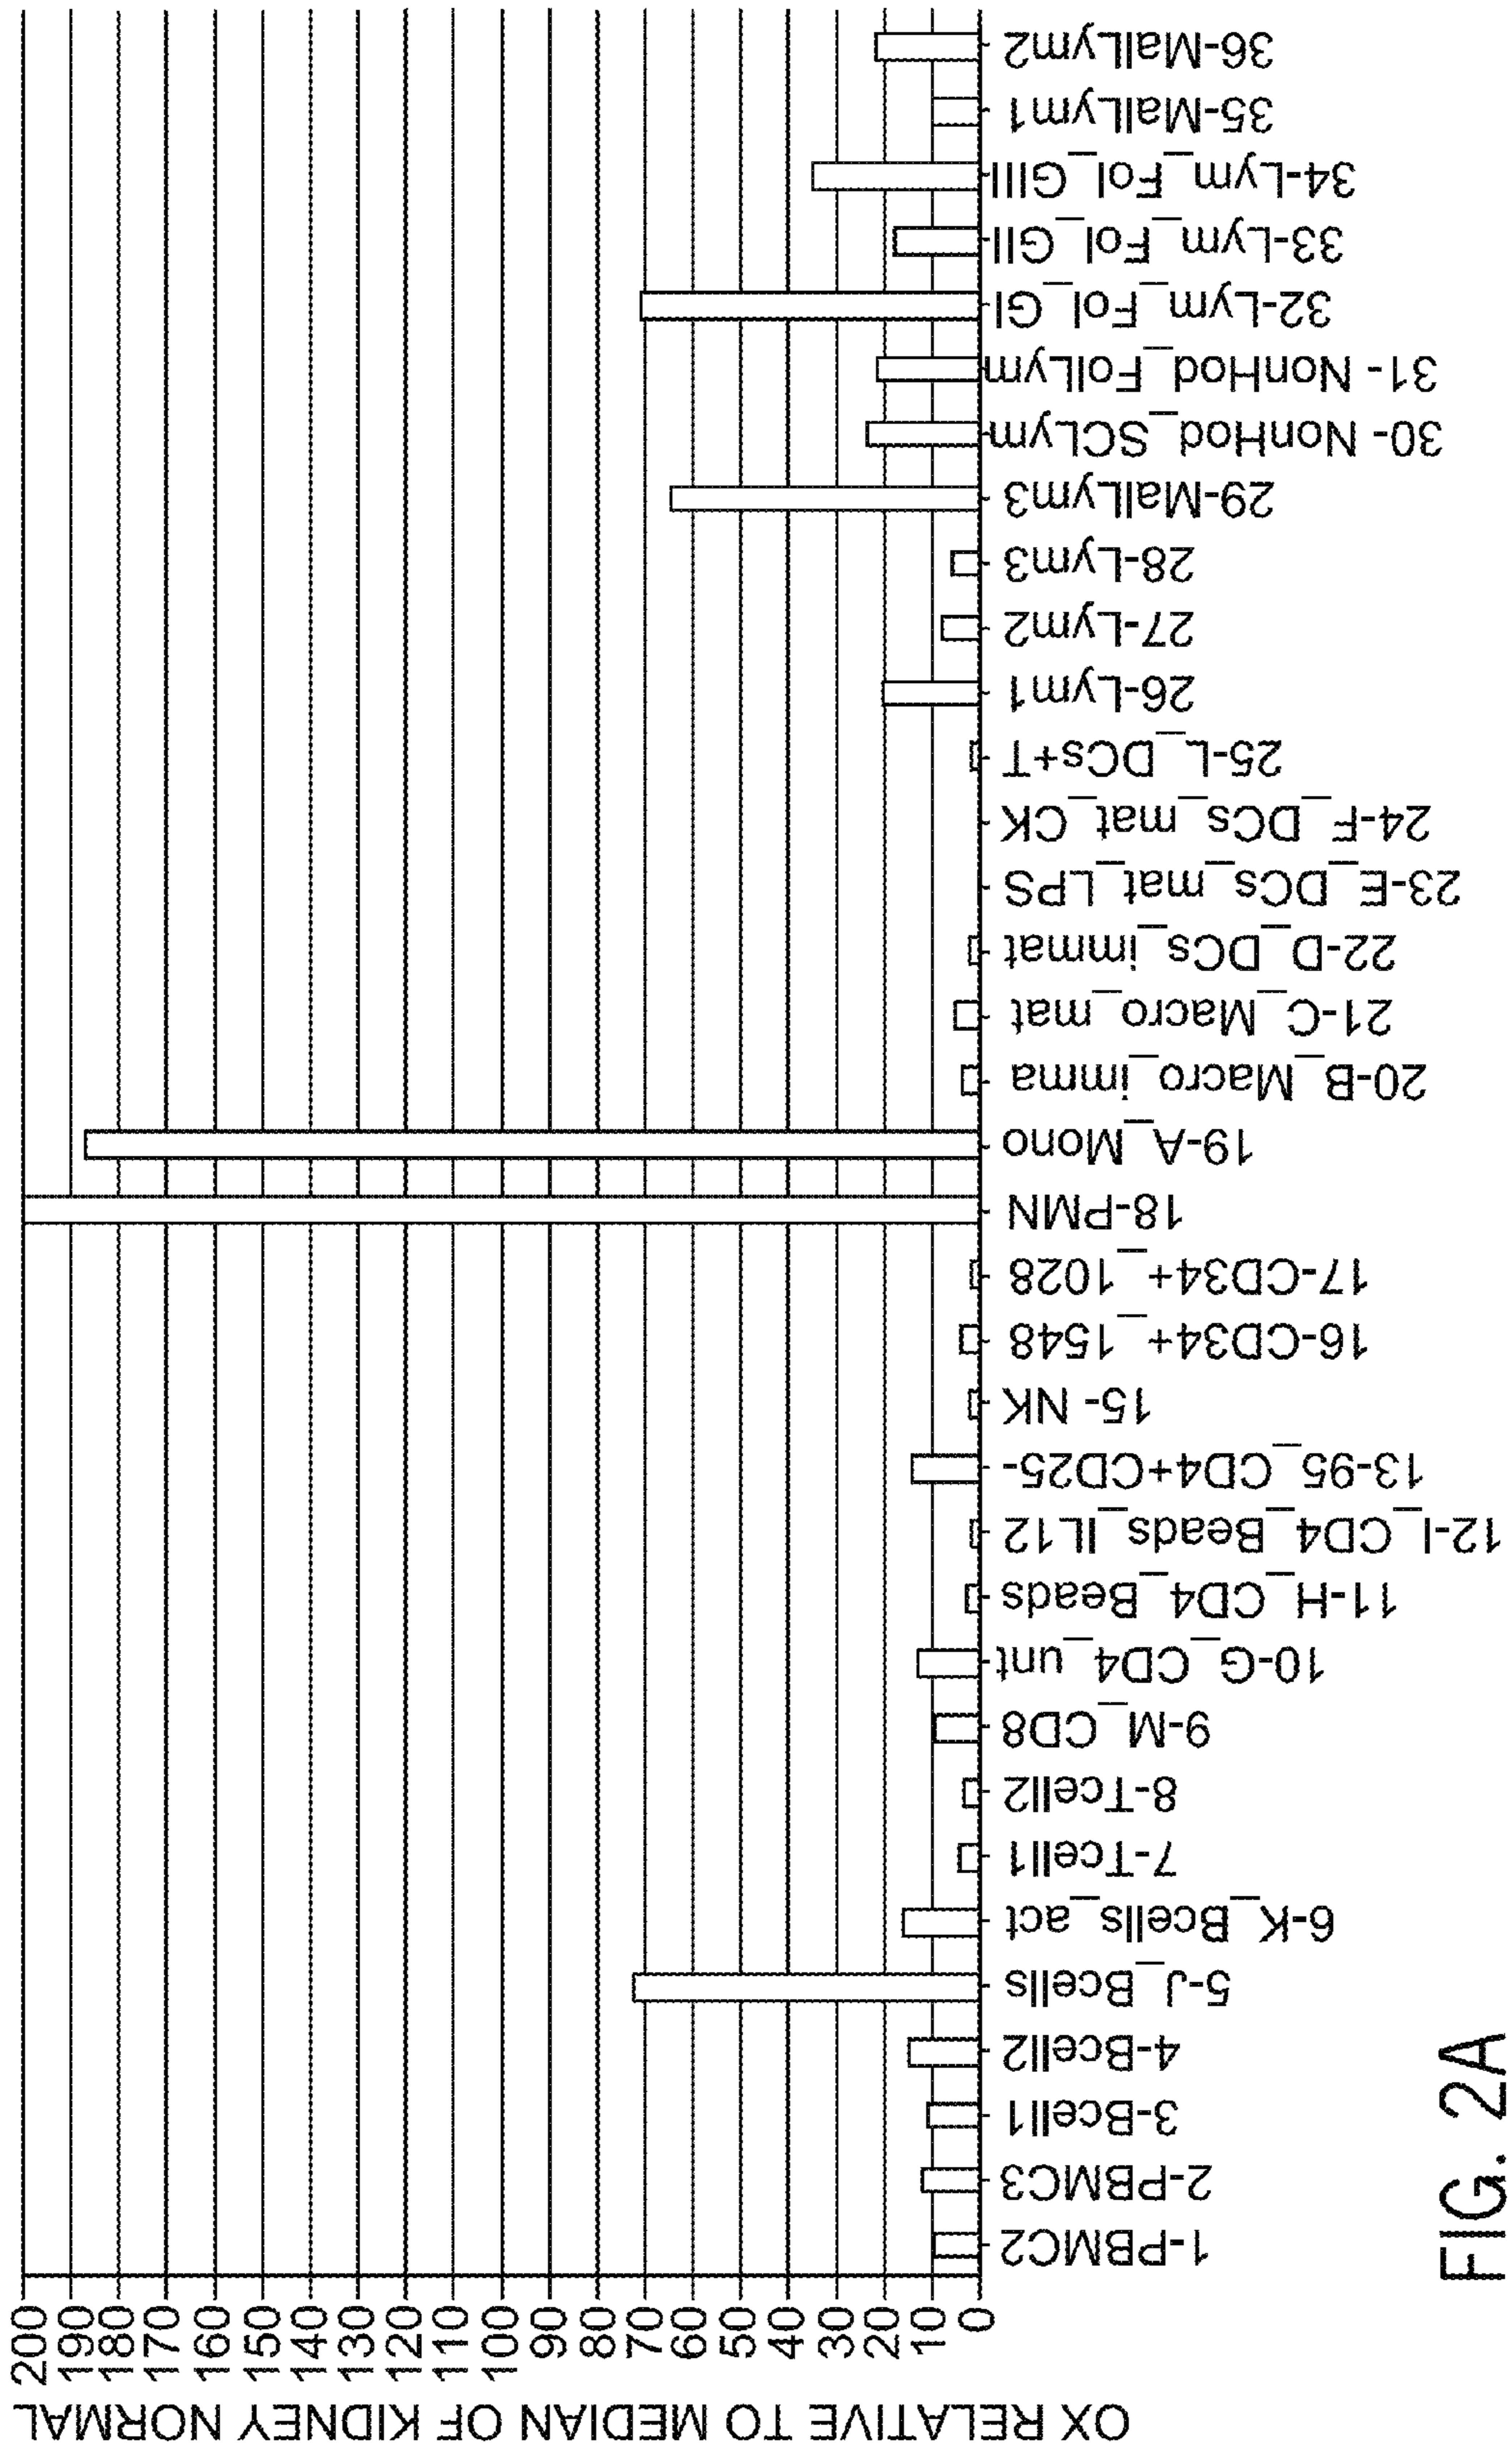 OX RELATIVE TO MEDIAN OF KIDNEY NORMAL
200
190
180
170
160
150
140
130
120
110
100
90
80
70
60
50
40
30
20
10
0
1-PBMC2
2-PBMC3
3-Bcell1
4-Bcell2
5-J_Bcells
6-K_Bcells_act
7-Tcell1
8-Tcell2
9-M_CD8
10-G_CD4_unt
11-H_CD4_Beads
12-I_CD4_Beads_IL12
13-95_CD4+CD25-
15- NK
16-CD34+_1548
17-CD34+_1028
18-PMN
19-A_Mono
20-B_Macro_imma
21-C_Macro_mat
22-D_DCs_immat
23-E_DCs_mat_LPS
24-F_DCs_mat_CK
25-L_DCs+T
26-Lym1
27-Lym2
28-Lym3
29-MalLym3
30- NonHod_SCLym
31- NonHod_FolLym
32-Lym_Fol_GI
33-Lym_Fol_GII
34-Lym_Fol_GIII
35-MalLym1
36-MalLym2
FIG. 2A